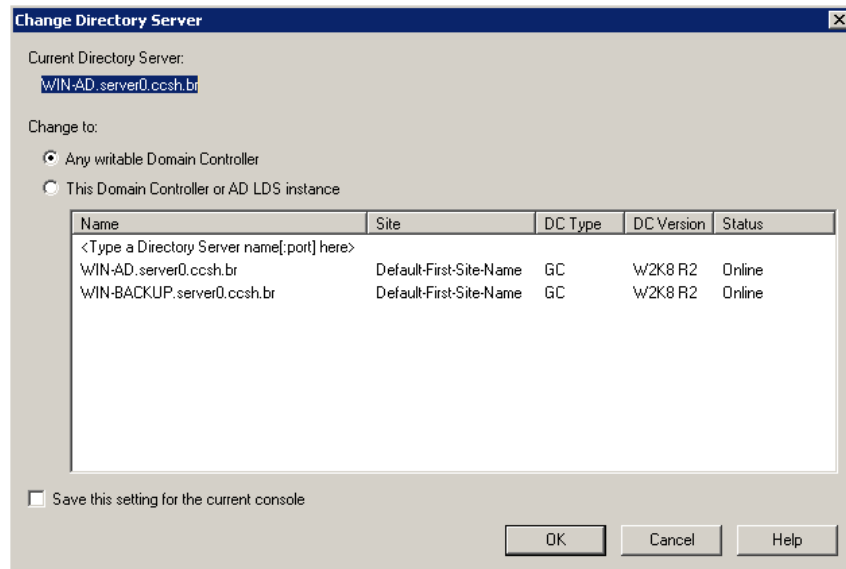 Change Directory Server
Current Directory Server:
WIN-AD.server0.ccsh.br
Change to:
Any writable Domain Controller
This Domain Controller or AD LDS instance
Name Site DC Type DC Version Status
<Type a Directory Server name[:port] here>
WIN-AD.server0.ccsh.br Default-First-Site-Name GC W2K8 R2 Online
WIN-BACKUP.server0.ccsh.br Default-First-Site-Name GC W2K8 R2 Online
Save this setting for the current console
OK Cancel Help